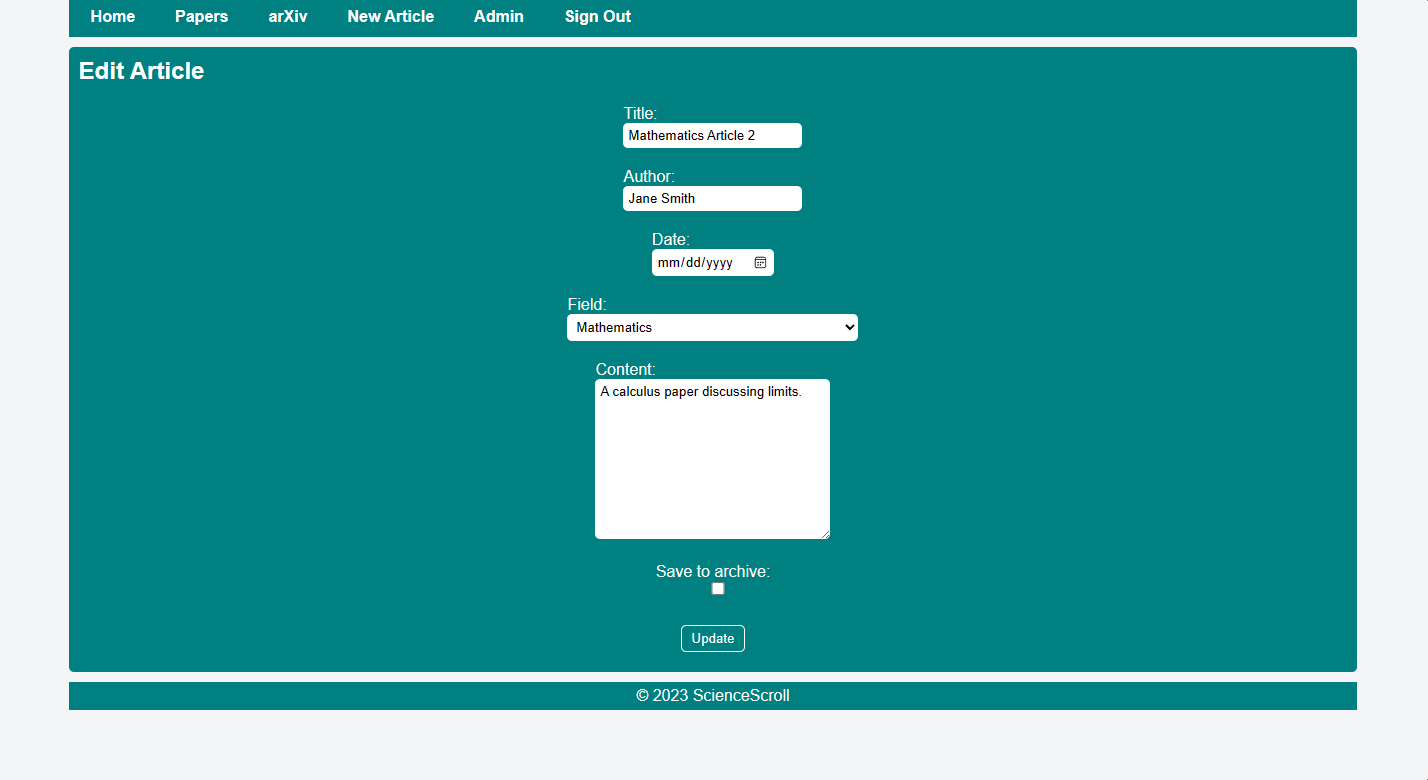 Home Papers arXiv New Article Admin Sign Out
Edit Article
Title:
Mathematics Article 2
Author:
Jane Smith
Date:
mm/dd/yyyy
Field:
Mathematics
Content:
A calculus paper discussing limits.
Save to archive:
Update
© 2023 ScienceScroll